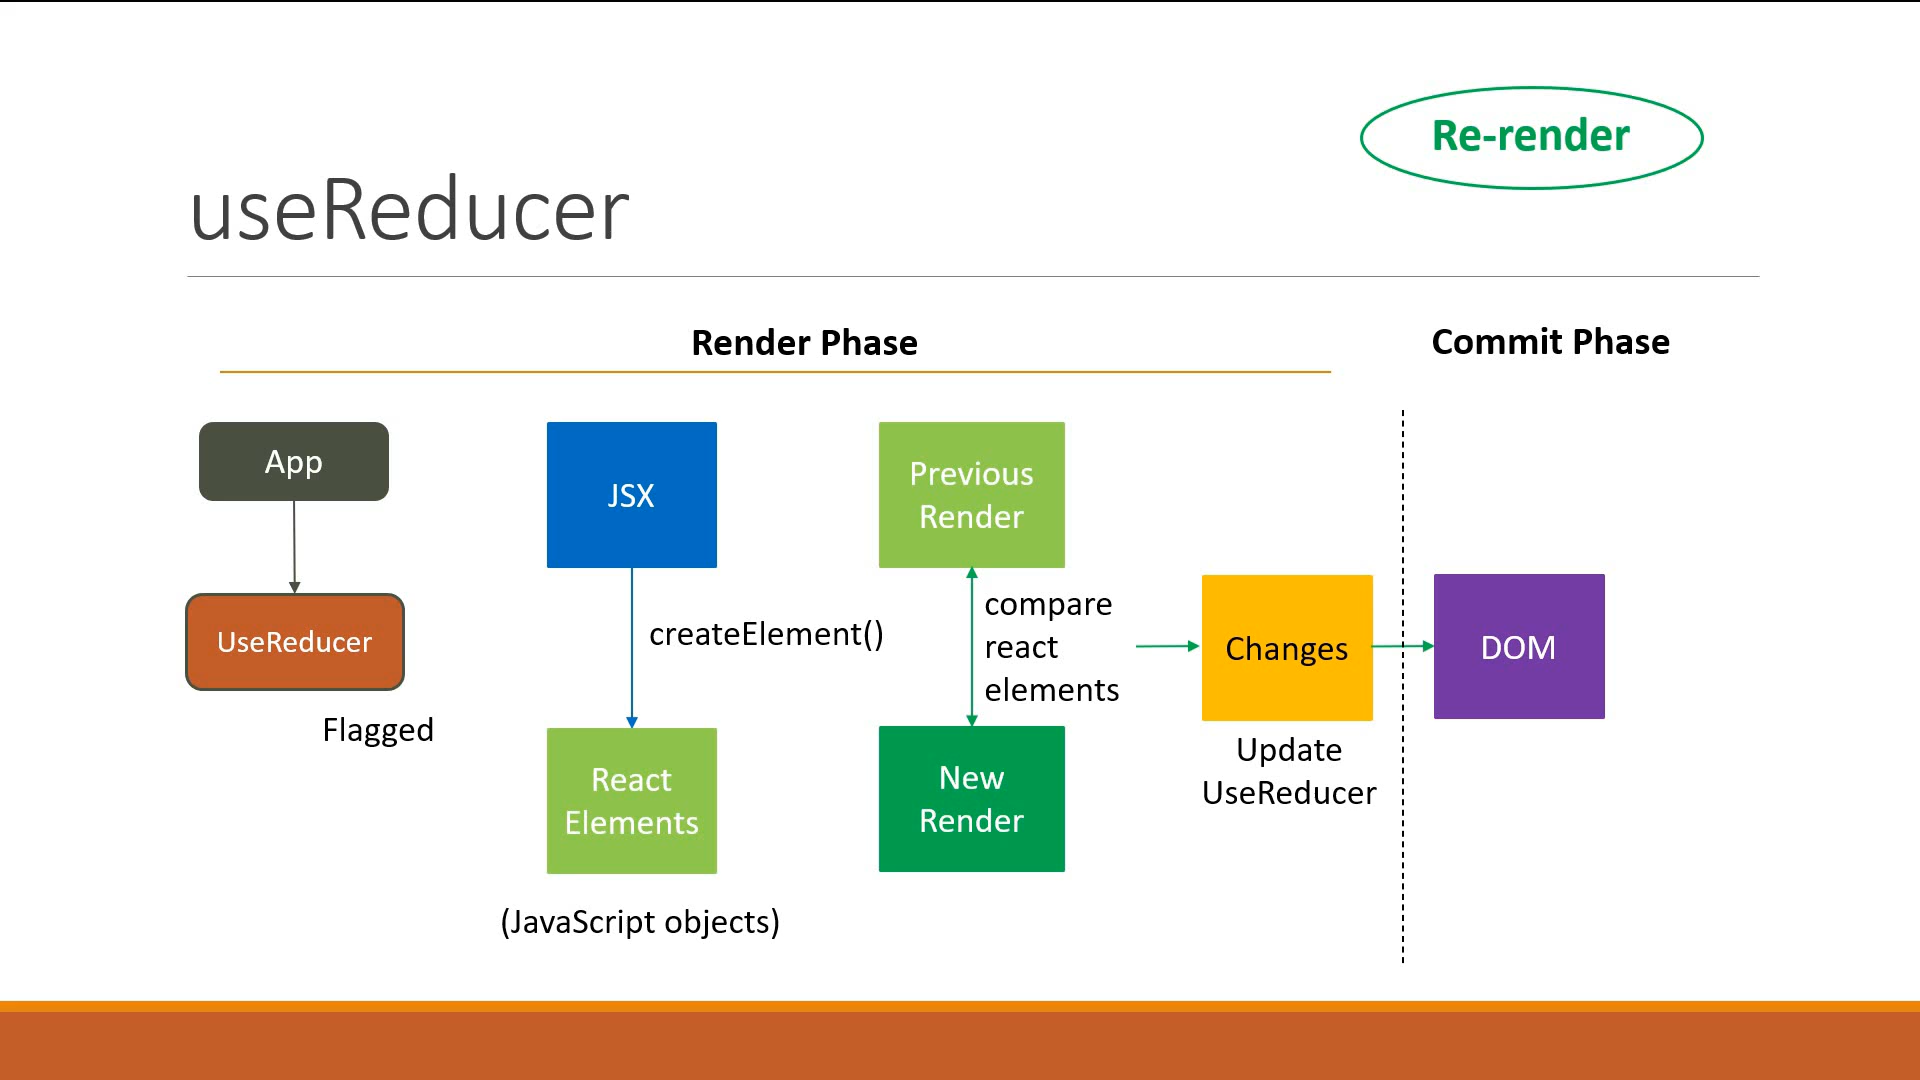 Re-render
useReducer
Render Phase
Commit Phase
App
UseReducer
Flagged
JSX
createElement()
React
Elements
(JavaScript objects)
Previous
Render
compare
react
elements
New
Render
Changes
Update
UseReducer
DOM